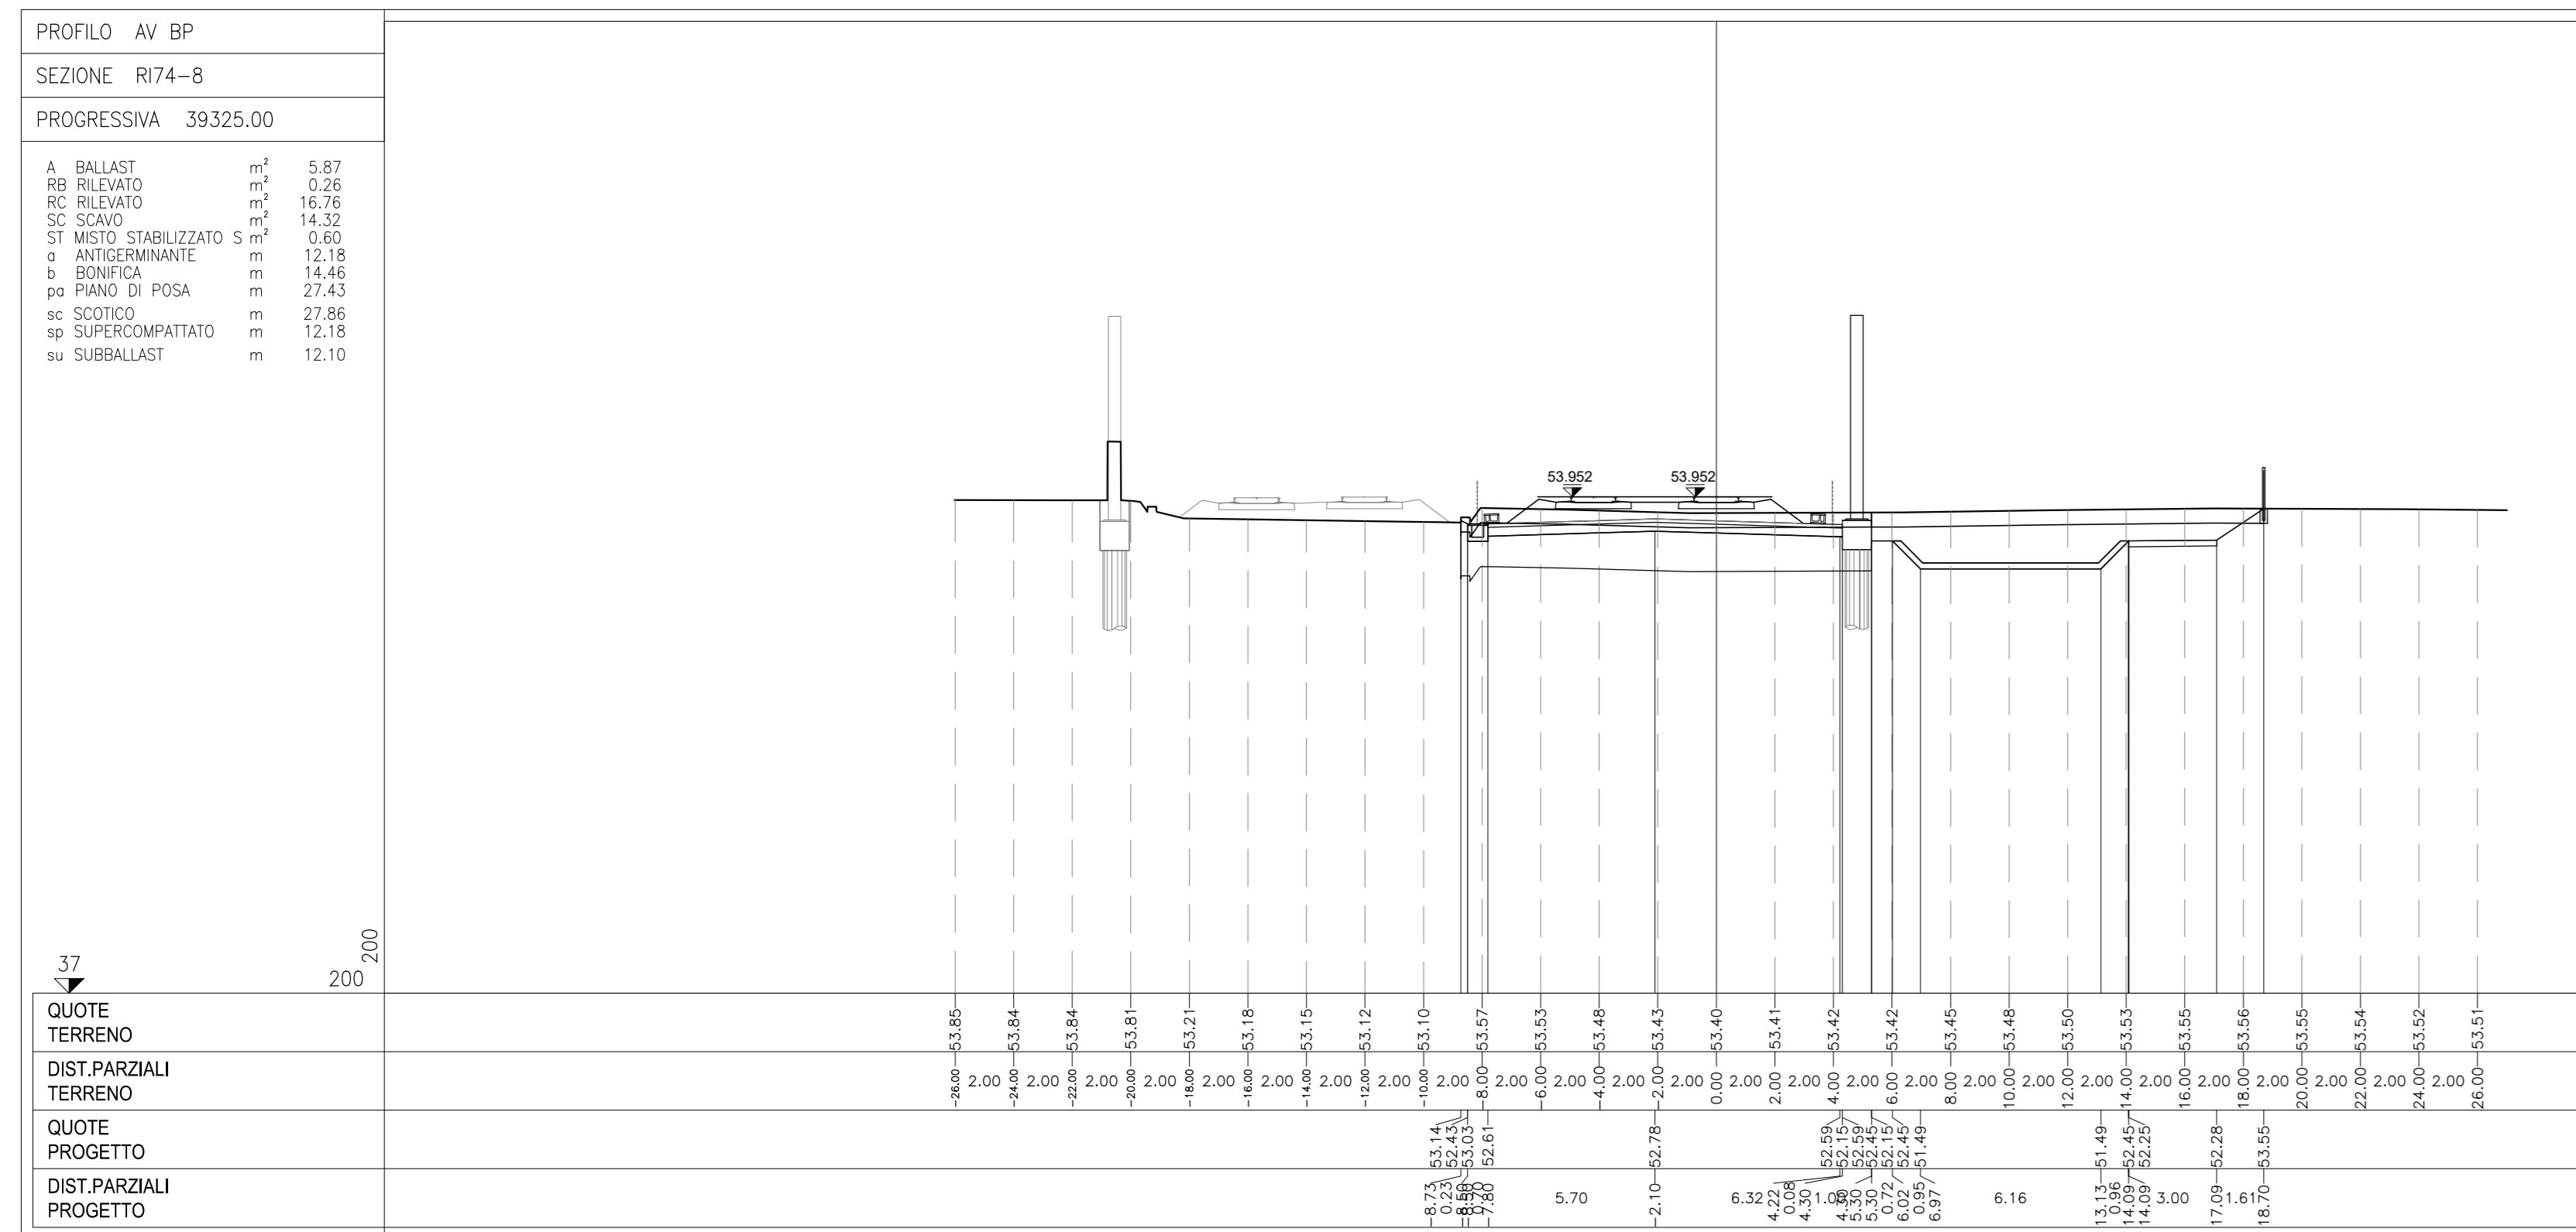 PROFILO AV BP
SEZIONE RI74-8
PROGRESSIVA 39325.00
A BALLAST m² 5.87
RB RILEVATO m² 0.26
RC RILEVATO m² 16.76
SC SCAVO m² 14.32
ST MISTO STABILIZZATO S m² 0.60
a ANTIGERMINANTE m 12.18
b BONIFICA m 14.46
pa PIANO DI POSA m 27.43
sc SCOTICO m 27.86
sp SUPERCOMPATTATO m 12.18
su SUBBALLAST m 12.10
53.952 53.952
37
200
200
QUOTE
TERRENO
53.85 53.84 53.84 53.81 53.21 53.18 53.15 53.12 53.10 53.57 53.53 53.48 53.43 53.40 53.41 53.42 53.42 53.45 53.48 53.50 53.53 53.55 53.56 53.55 53.54 53.52 53.51
DIST.PARZIALI
TERRENO
-26.00 2.00 -24.00 2.00 -22.00 2.00 -20.00 2.00 -18.00 2.00 -16.00 2.00 -14.00 2.00 -12.00 2.00 -10.00 2.00 -8.00 2.00 -6.00 2.00 -4.00 2.00 -2.00 2.00 0.00 2.00 2.00 2.00 4.00 2.00 6.00 2.00 8.00 2.00 10.00 2.00 12.00 2.00 14.00 2.00 16.00 2.00 18.00 2.00 20.00 2.00 22.00 2.00 24.00 2.00 26.00
QUOTE
PROGETTO
53.14 52.43 53.03 52.61 52.78 52.59 52.15 52.59 52.45 52.15 52.45 51.49 51.49 52.45 52.25 52.28 53.55
DIST.PARZIALI
PROGETTO
-8.73 0.23 -8.50 0.70 -7.80 5.70 -2.10 6.32 4.22 0.08 4.30 4.30 5.30 5.30 0.72 6.02 0.95 6.97 6.16 13.13 0.96 14.09 14.09 3.00 17.09 1.61 18.70